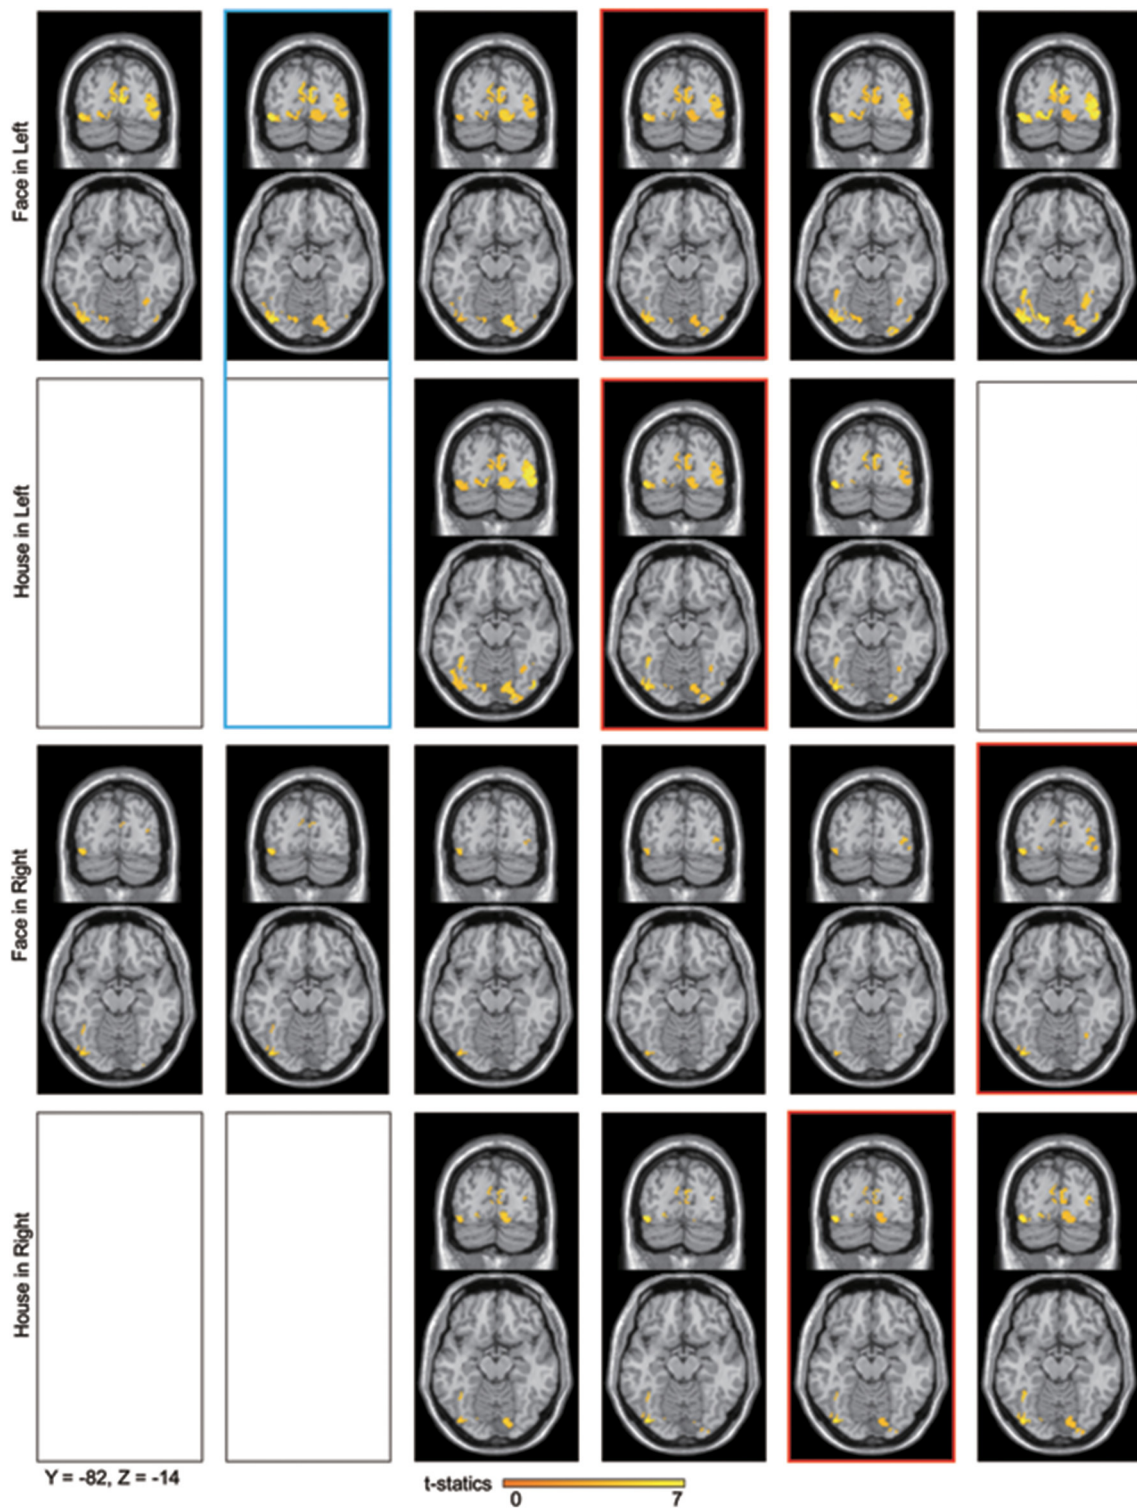 Face in Left
House in Left
Face in Right
House in Right
Y = -82, Z = -14
t-statics
0 7